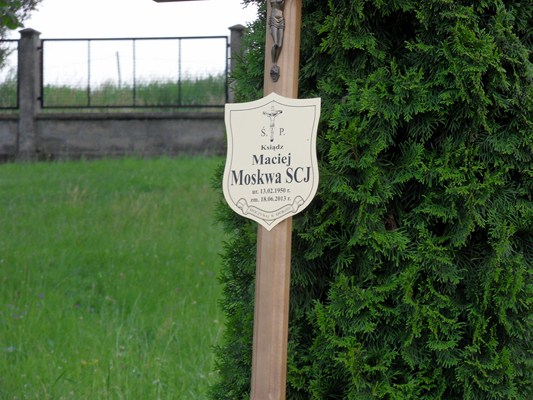 Ś. P.
Ksiądz
Maciej
Moskwa SCJ
ur. 13.02.1950 r.
zm. 18.06.2013 r.